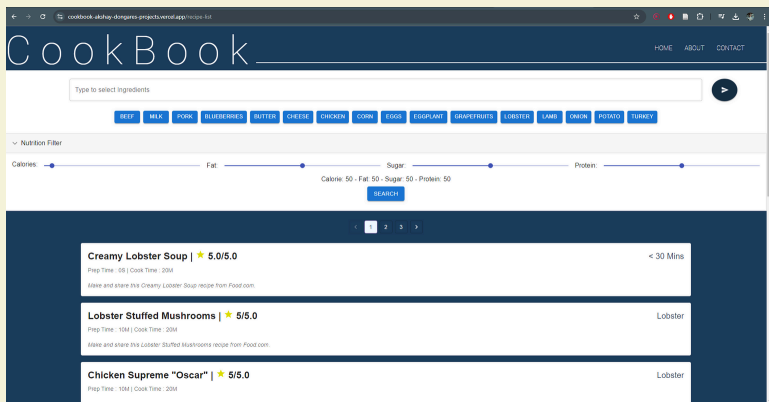 cookbook-akshay-dongares-projects.vercel.app/recipe-list
CookBook
HOME ABOUT CONTACT
Type to select Ingredients
BEEF MILK PORK BLUEBERRIES BUTTER CHEESE CHICKEN CORN EGGS EGGPLANT GRAPEFRUITS LOBSTER LAMB ONION POTATO TURKEY
Nutrition Filter
Calories: Fat: Sugar: Protein:
Calorie: 50 - Fat: 50 - Sugar: 50 - Protein: 50
SEARCH
< 1 2 3 >
Creamy Lobster Soup | ★ 5.0/5.0 < 30 Mins
Prep Time : 0S | Cook Time : 20M
Make and share this Creamy Lobster Soup recipe from Food.com.
Lobster Stuffed Mushrooms | ★ 5/5.0 Lobster
Prep Time : 10M | Cook Time : 20M
Make and share this Lobster Stuffed Mushrooms recipe from Food.com.
Chicken Supreme "Oscar" | ★ 5/5.0 Lobster
Prep Time : 10M | Cook Time : 20M